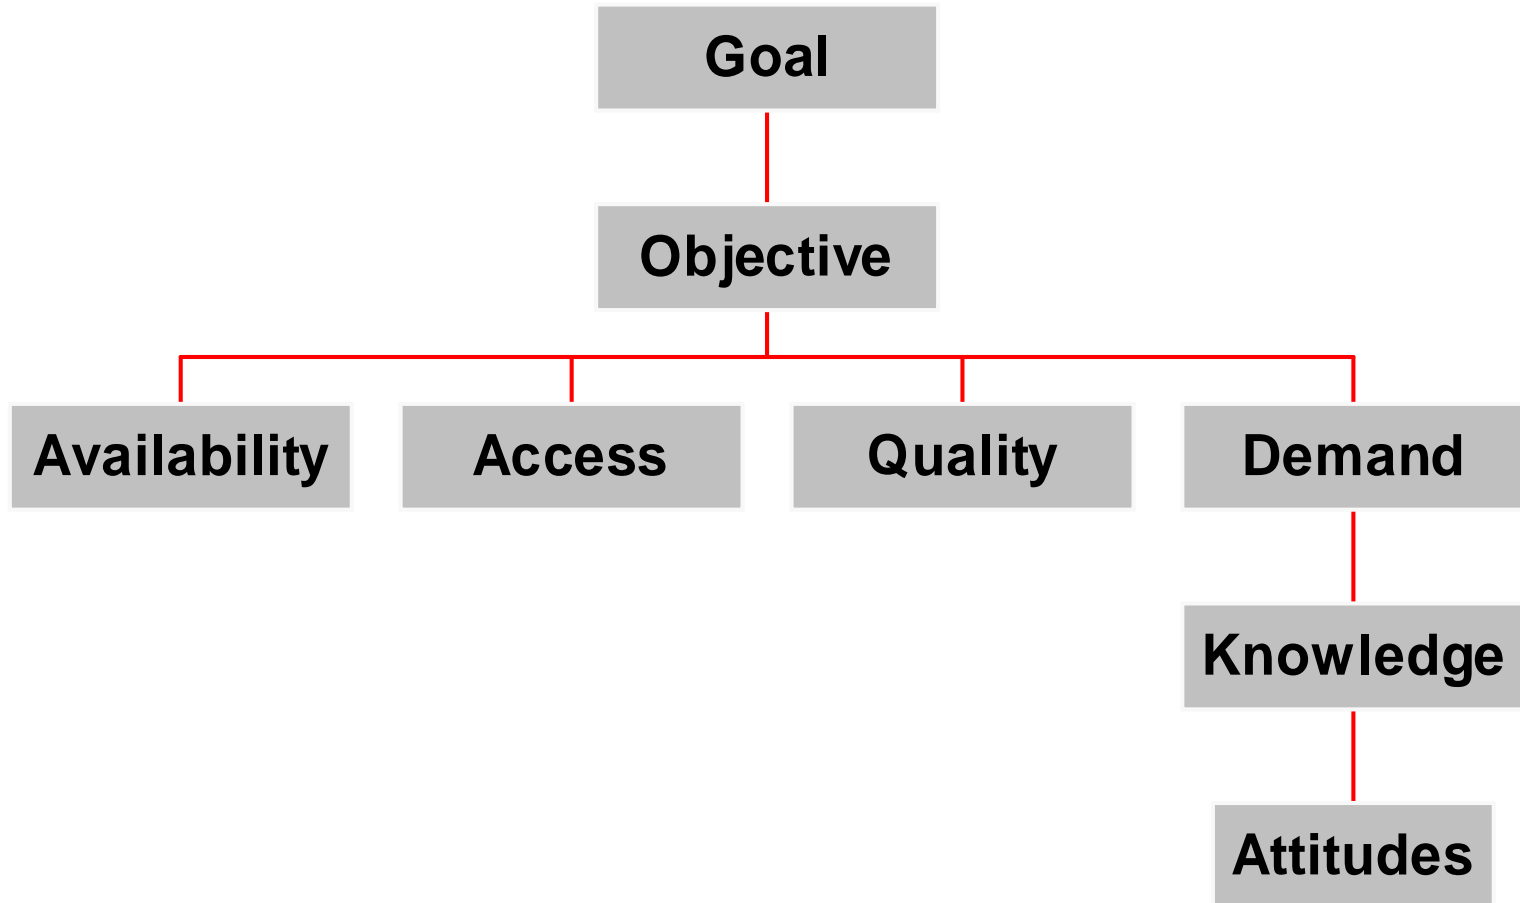 Goal
Objective
Availability
Access
Quality
Demand
Knowledge
Attitudes